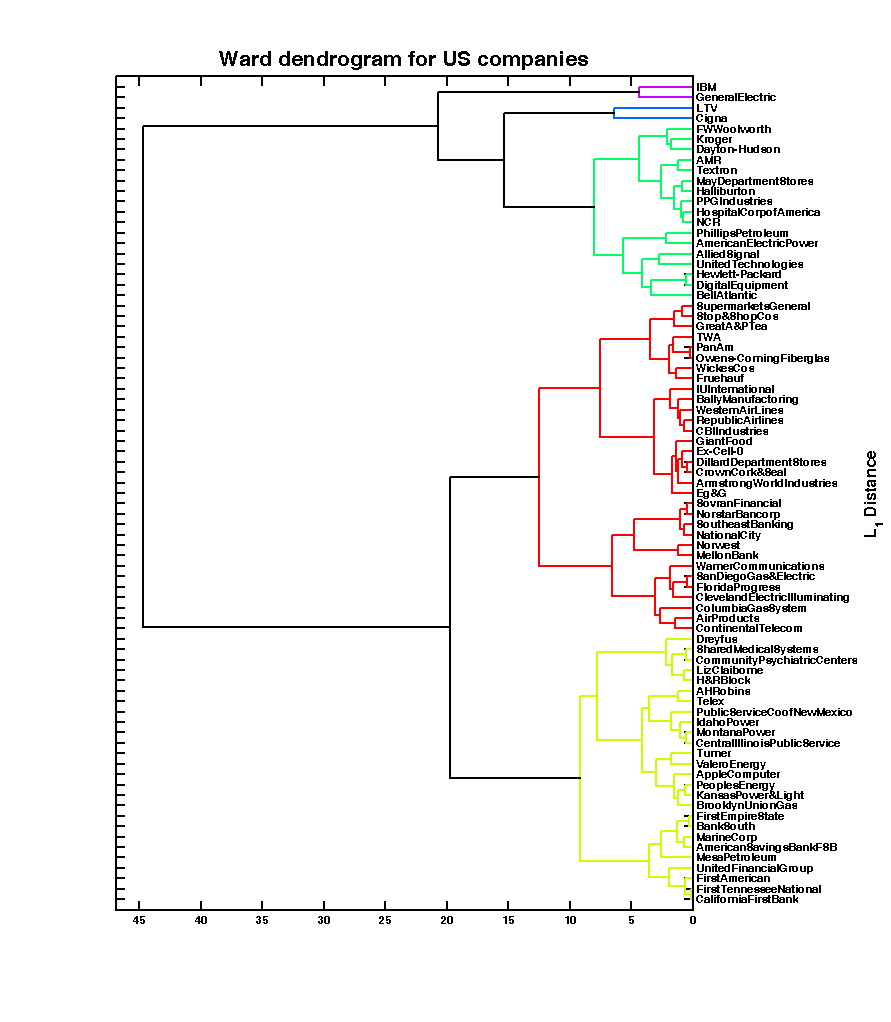 Ward dendrogram for US companies
IBM
GeneralElectric
LTV
Cigna
FWWoolworth
Kroger
Dayton-Hudson
AMR
Textron
MayDepartmentStores
Halliburton
PPGIndustries
HospitalCorpofAmerica
NCR
PhillipsPetroleum
AmericanElectricPower
AlliedSignal
UnitedTechnologies
Hewlett-Packard
DigitalEquipment
BellAtlantic
SupermarketsGeneral
Stop&ShopCos
GreatA&PTea
TWA
PanAm
Owens-CorningFiberglas
WickesCos
Fruehauf
IUInternational
BallyManufactoring
WesternAirLines
RepublicAirlines
CBIIndustries
GiantFood
Ex-Cell-O
DillardDepartmentStores
CrownCork&Seal
ArmstrongWorldIndustries
Eg&G
SovranFinancial
NorstarBancorp
SoutheastBanking
NationalCity
Norwest
MellonBank
WarnerCommunications
SanDiegoGas&Electric
FloridaProgress
ClevelandElectricIlluminating
ColumbiaGasSystem
AirProducts
ContinentalTelecom
Dreyfus
SharedMedicalSystems
CommunityPsychiatricCenters
LizClaiborne
H&RBlock
AHRobins
Telex
PublicServiceCoofNewMexico
IdahoPower
MontanaPower
CentralIllinoisPublicService
Turner
ValeroEnergy
AppleComputer
PeoplesEnergy
KansasPower&Light
BrooklynUnionGas
FirstEmpireState
BankSouth
MarineCorp
AmericanSavingsBankFSB
MesaPetroleum
UnitedFinancialGroup
FirstAmerican
FirstTennesseeNational
CaliforniaFirstBank
45 40 35 30 25 20 15 10 5 0
L1 Distance